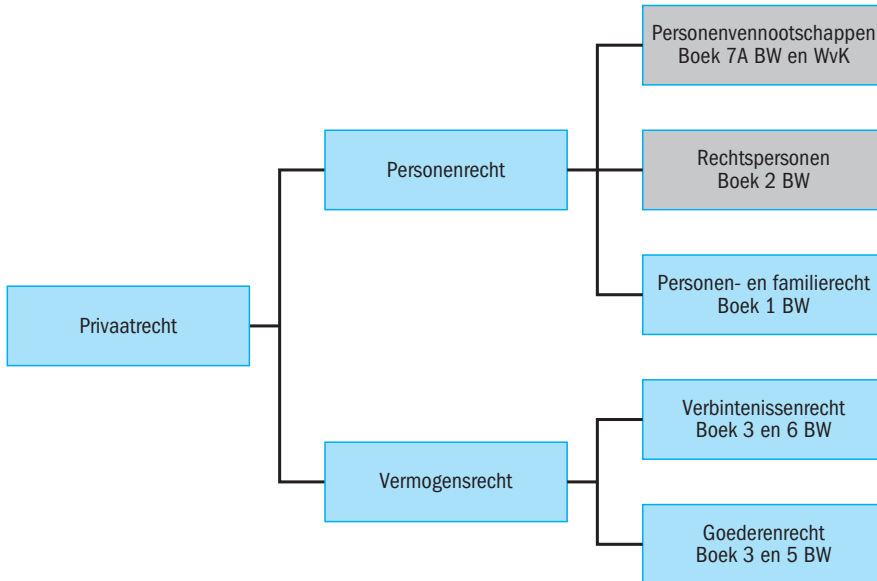 Privaatrecht
Personenrecht
Personenvennootschappen
Boek 7A BW en WvK
Rechtspersonen
Boek 2 BW
Personen- en familierecht
Boek 1 BW
Vermogensrecht
Verbintenissenrecht
Boek 3 en 6 BW
Goederenrecht
Boek 3 en 5 BW